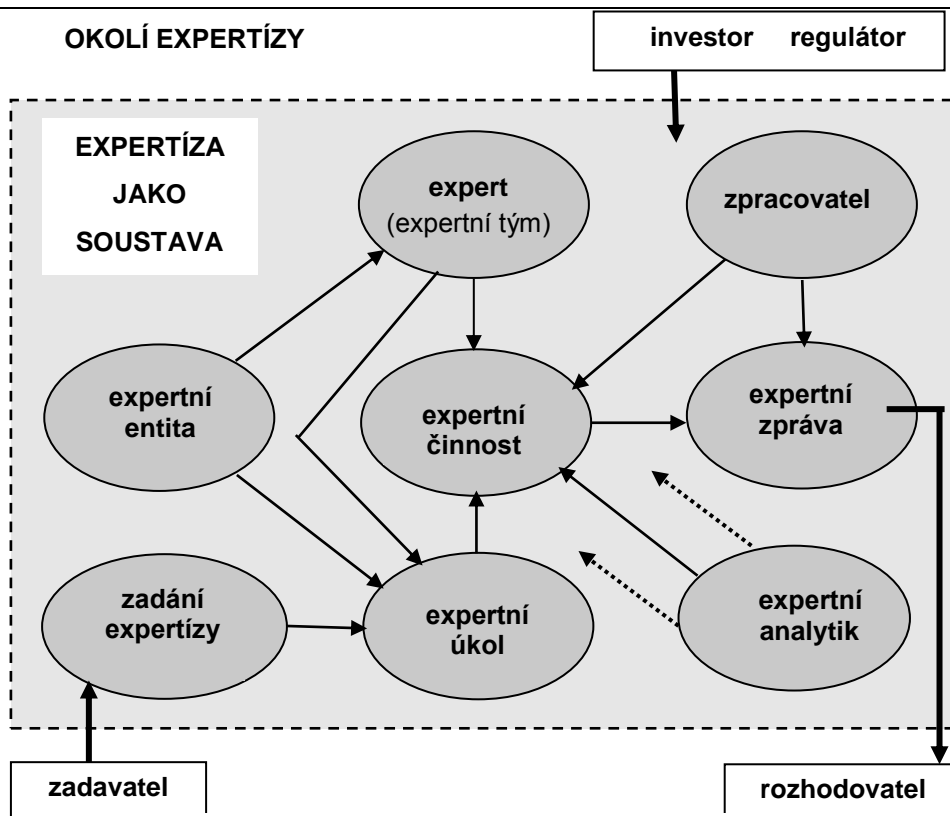 OKOLÍ EXPERTÍZY
investor regulátor
EXPERTÍZA
JAKO
SOUSTAVA
expert
(expertní tým)
zpracovatel
expertní
entita
expertní
činnost
expertní
zpráva
zadání
expertízy
expertní
úkol
expertní
analytik
zadavatel
rozhodovatel